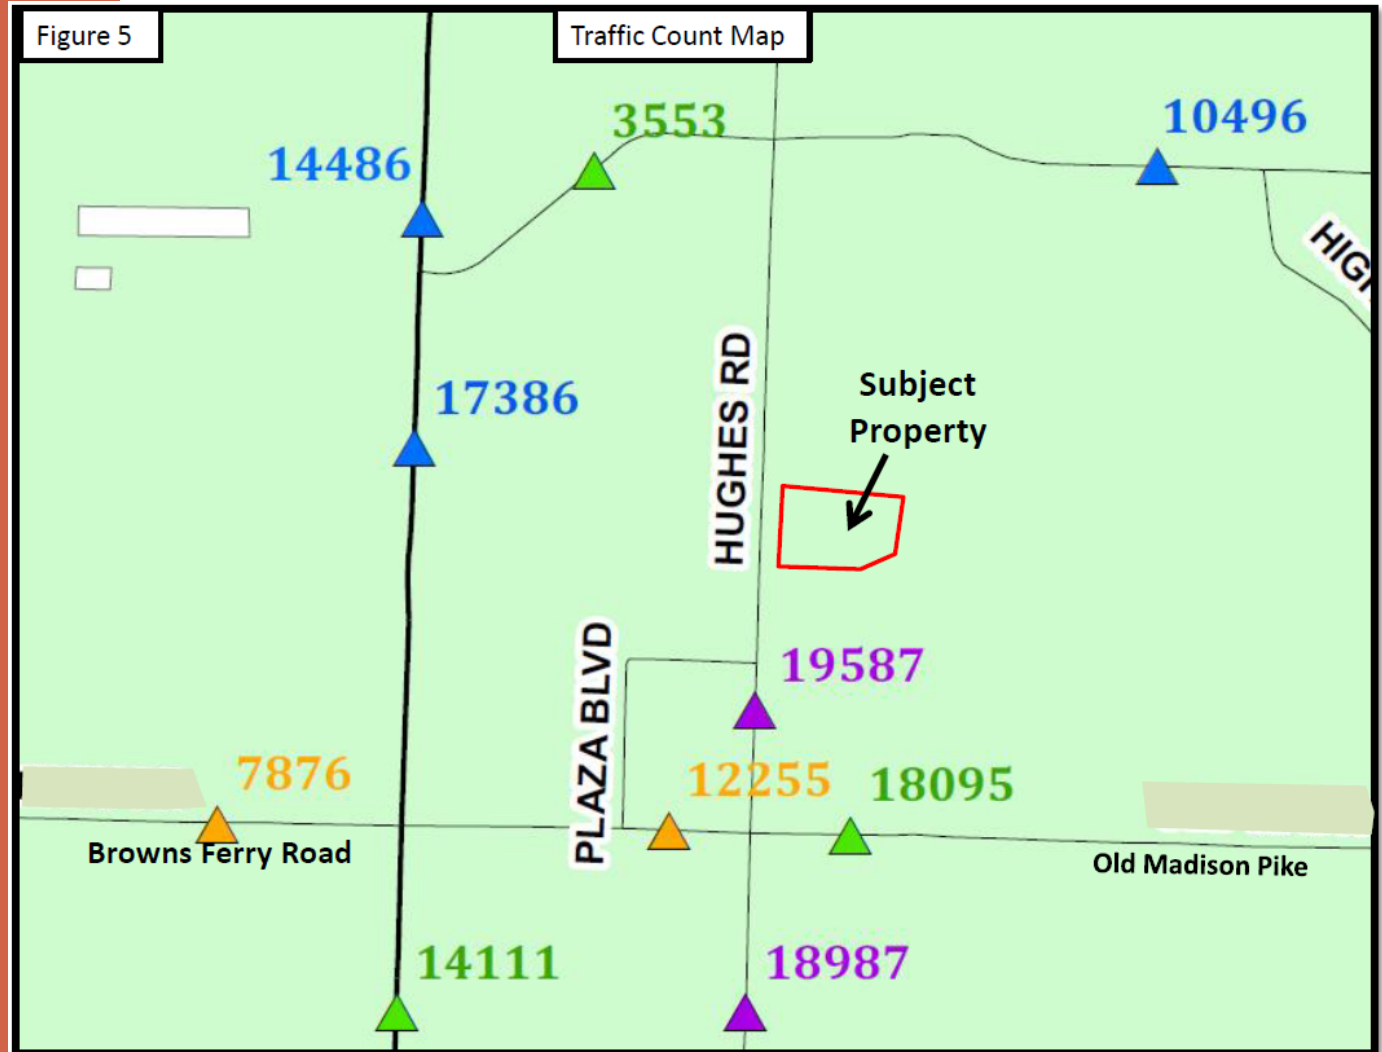 Figure 5
Traffic Count Map
3553
10496
14486
HIGH
17386
HUGHES RD
Subject
Property
PLAZA BLVD
19587
7876
12255
18095
Browns Ferry Road
Old Madison Pike
14111
18987